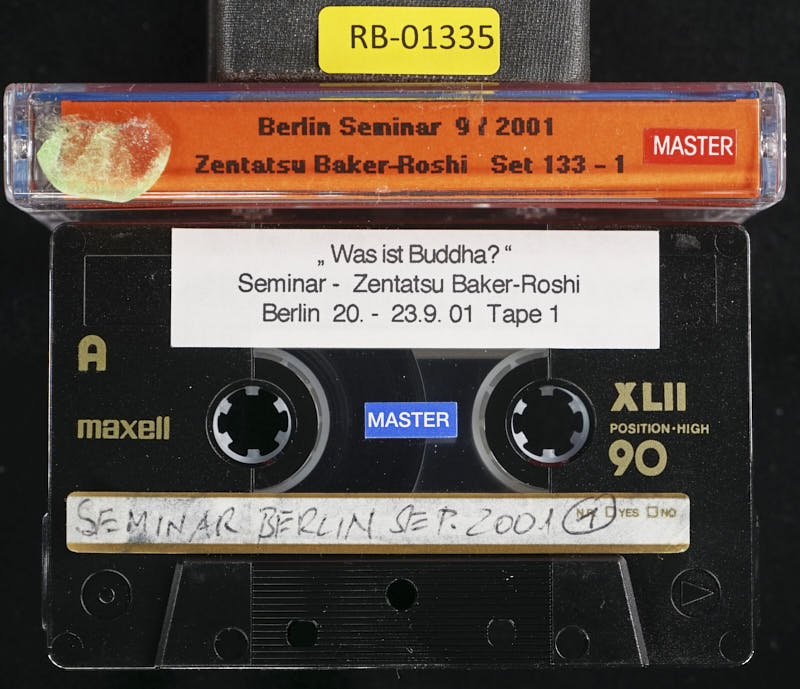 RB-01335
Berlin Seminar 9 / 2001
Zentatsu Baker-Roshi Set 133 - 1
MASTER
„ Was ist Buddha? “
Seminar - Zentatsu Baker-Roshi
Berlin 20. - 23.9. 01 Tape 1
A
maxell
MASTER
XLII
POSITION·HIGH
90
SEMINAR BERLIN SEP. 2001 1
N.R. YES NO